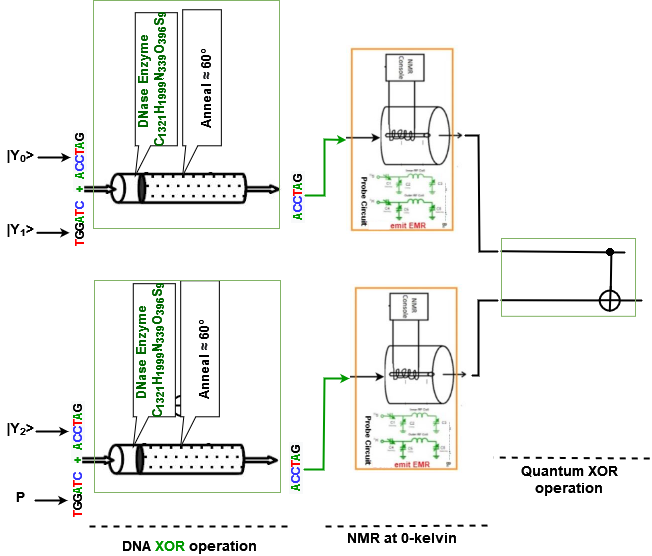 DNase Enzyme
C1321H1999N339O396S9
Anneal ≈ 60°
NMR
Console
|Y0>
TGGATC + ACCTAG
|Y1>
ACCTAG
Probe Circuit
P
emit EMR
DNase Enzyme
C1321H1999N339O396S9
Anneal ≈ 60°
NMR
Console
|Y2>
TGGATC + ACCTAG
P
ACCTAG
Probe Circuit
P
emit EMR
Quantum XOR
operation
DNA XOR operation
NMR at 0-kelvin